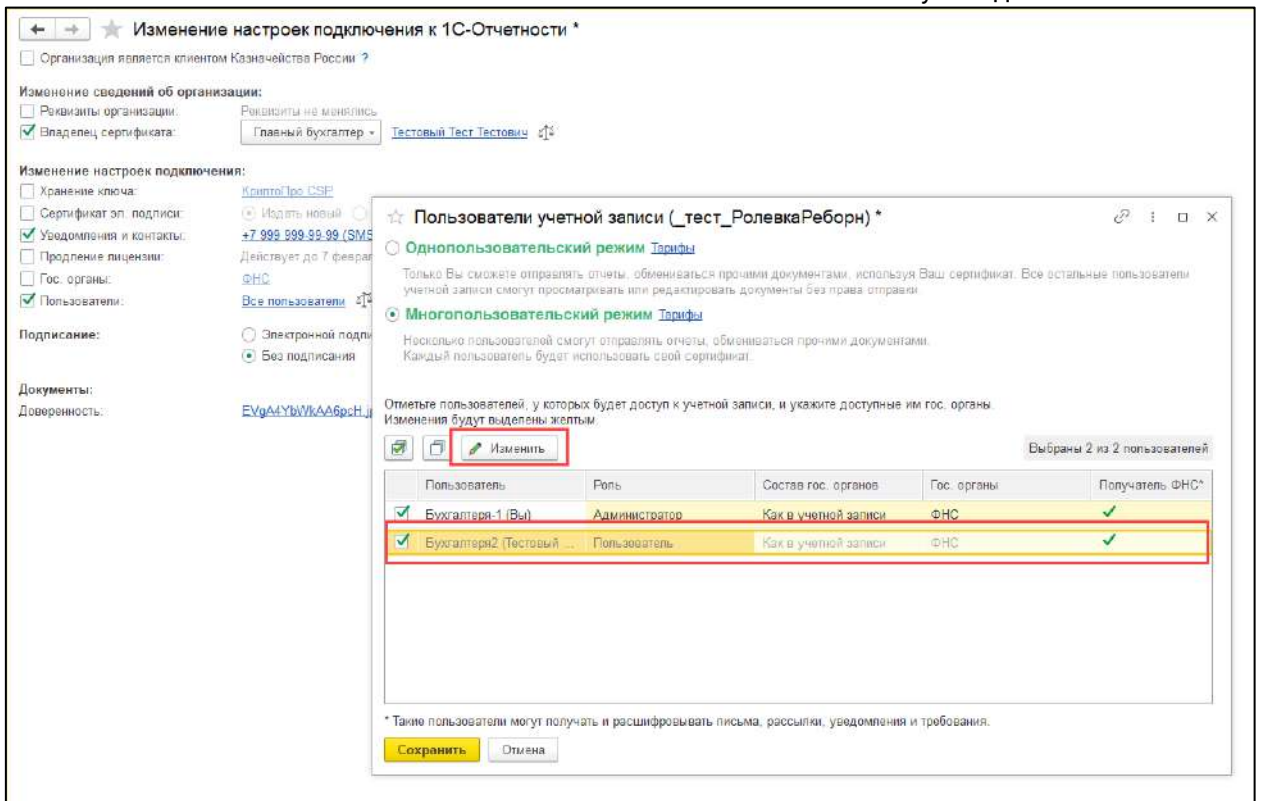 Изменение настроек подключения к 1С-Отчетности *
Организация является клиентом Казначейства России ?
Изменение сведений об организации:
Реквизиты организации: Реквизиты не менялись
Владелец сертификата: Главный бухгалтер Тестовый Тест Тестович
Изменение настроек подключения:
Хранение ключа: КриптоПро CSP
Сертификат эл. подписи: Издать новый
Уведомления и контакты: +7 999 999-99-99 (SMS
Продление лицензии: Действует до 7 феврал
Гос. органы: ФНС
Пользователи: Все пользователи
Подписание: Электронной подпи
Без подписания
Документы:
Доверенность: EVgA4YbWkAA6pcH.j
Пользователи учетной записи (_тест_РолевкаРеборн) *
Однопользовательский режим Тарифы
Только Вы сможете отправлять отчеты, обмениваться прочими документами, используя Ваш сертификат. Все остальные пользователи
учетной записи смогут просматривать или редактировать документы без права отправки
Многопользовательский режим Тарифы
Несколько пользователей смогут отправлять отчеты, обмениваться прочими документами.
Каждый пользователь будет использовать свой сертификат.
Отметьте пользователей, у которых будет доступ к учетной записи, и укажите доступные им гос. органы.
Изменения будут выделены желтым.
Изменить Выбраны 2 из 2 пользователей
Пользователь Роль Состав гос. органов Гос. органы Получатель ФНС*
Бухгалтеря-1 (Вы) Администратор Как в учетной записи ФНС
Бухгалтеря2 (Тестовый ... Пользователь Как в учетной записи ФНС
* Такие пользователи могут получать и расшифровывать письма, рассылки, уведомления и требования.
Сохранить Отмена